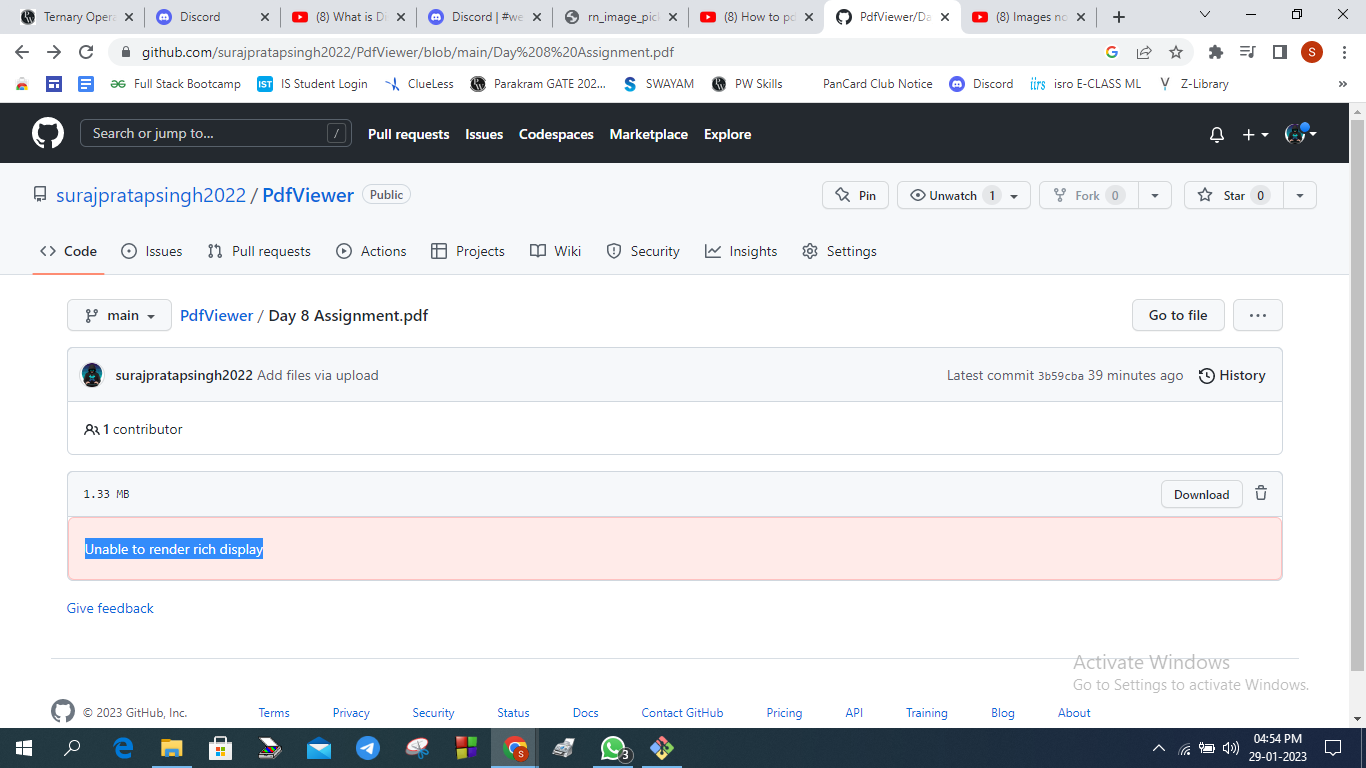 Ternary Opera
Discord
(8) What is Di
Discord | #we
rn_image_pick
(8) How to po
PdfViewer/Da
(8) Images no
github.com/surajpratapsingh2022/PdfViewer/blob/main/Day%208%20Assignment.pdf
S
Full Stack Bootcamp
IST IS Student Login
ClueLess
Parakram GATE 202...
SWAYAM
PW Skills
PanCard Club Notice
Discord
iirs isro E-CLASS ML
Z-Library
»
Search or jump to... /
Pull requests Issues Codespaces Marketplace Explore
surajpratapsingh2022 / PdfViewer Public
Pin
Unwatch 1
Fork 0
Star 0
Code Issues Pull requests Actions Projects Wiki Security Insights Settings
main
PdfViewer / Day 8 Assignment.pdf
Go to file
...
surajpratapsingh2022 Add files via upload
Latest commit 3b59cba 39 minutes ago History
1 contributor
1.33 MB
Download
Unable to render rich display
Give feedback
Activate Windows
Go to Settings to activate Windows.
© 2023 GitHub, Inc. Terms Privacy Security Status Docs Contact GitHub Pricing API Training Blog About
S
3
04:54 PM
29-01-2023